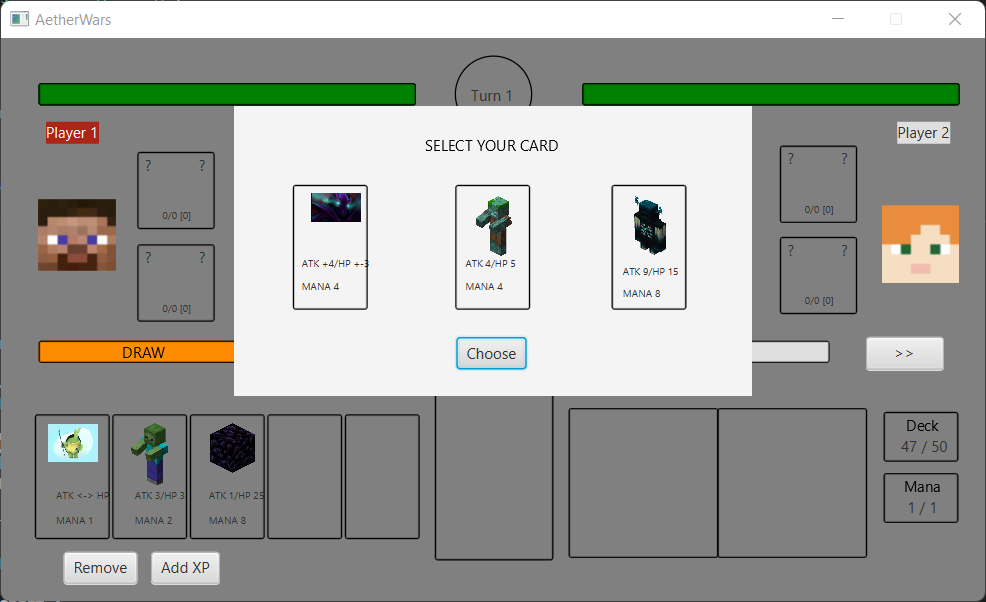 AetherWars
Turn 1
Player 1
Player 2
? ?
0/0 [0]
? ?
0/0 [0]
? ?
0/0 [0]
? ?
0/0 [0]
SELECT YOUR CARD
ATK +4/HP +-3
MANA 4
ATK 4/HP 5
MANA 4
ATK 9/HP 15
MANA 8
Choose
DRAW
>>
ATK <-> HP
MANA 1
ATK 3/HP 3
MANA 2
ATK 1/HP 25
MANA 8
Deck
47 / 50
Mana
1 / 1
Remove
Add XP